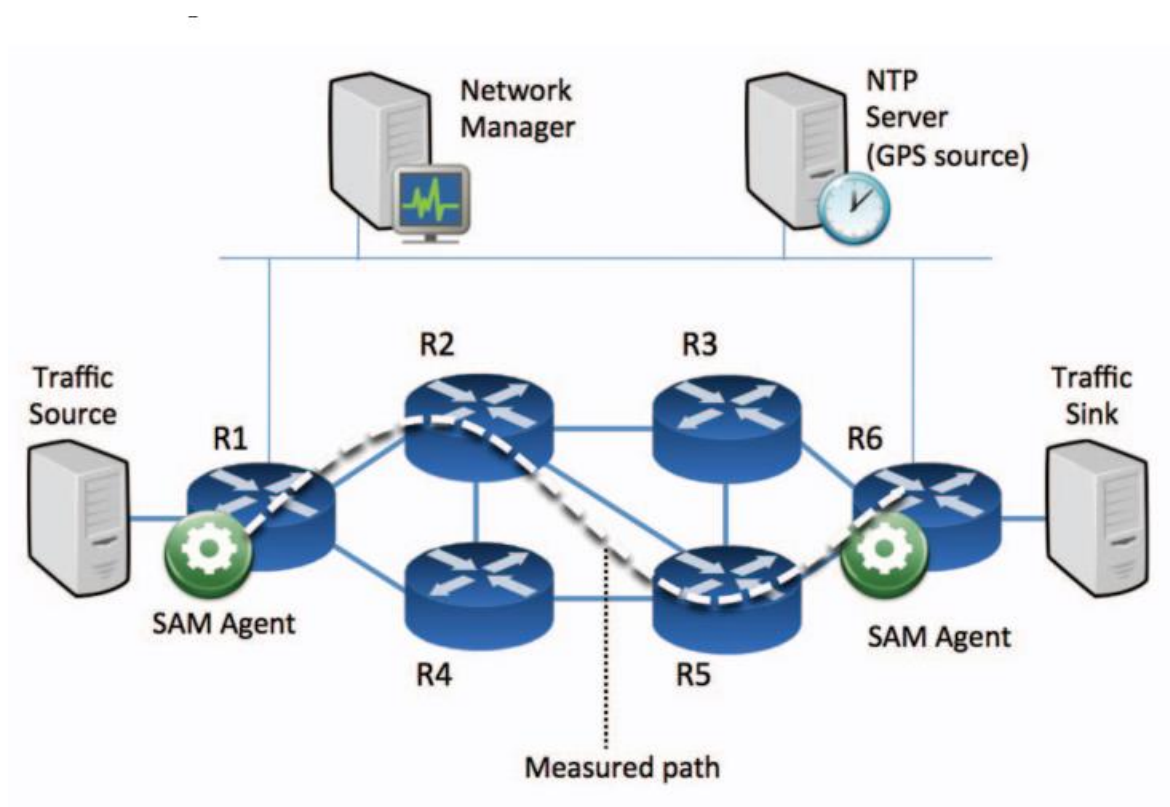 Network
Manager
NTP
Server
(GPS source)
R2
R3
Traffic
Source
R1
R6
Traffic
Sink
SAM Agent
SAM Agent
R4
R5
Measured path